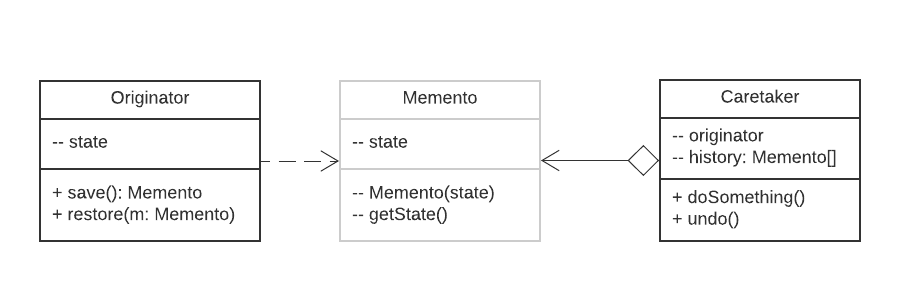 Originator
-- state
+ save(): Memento
+ restore(m: Memento)
Memento
-- state
-- Memento(state)
-- getState()
Caretaker
-- originator
-- history: Memento[]
+ doSomething()
+ undo()